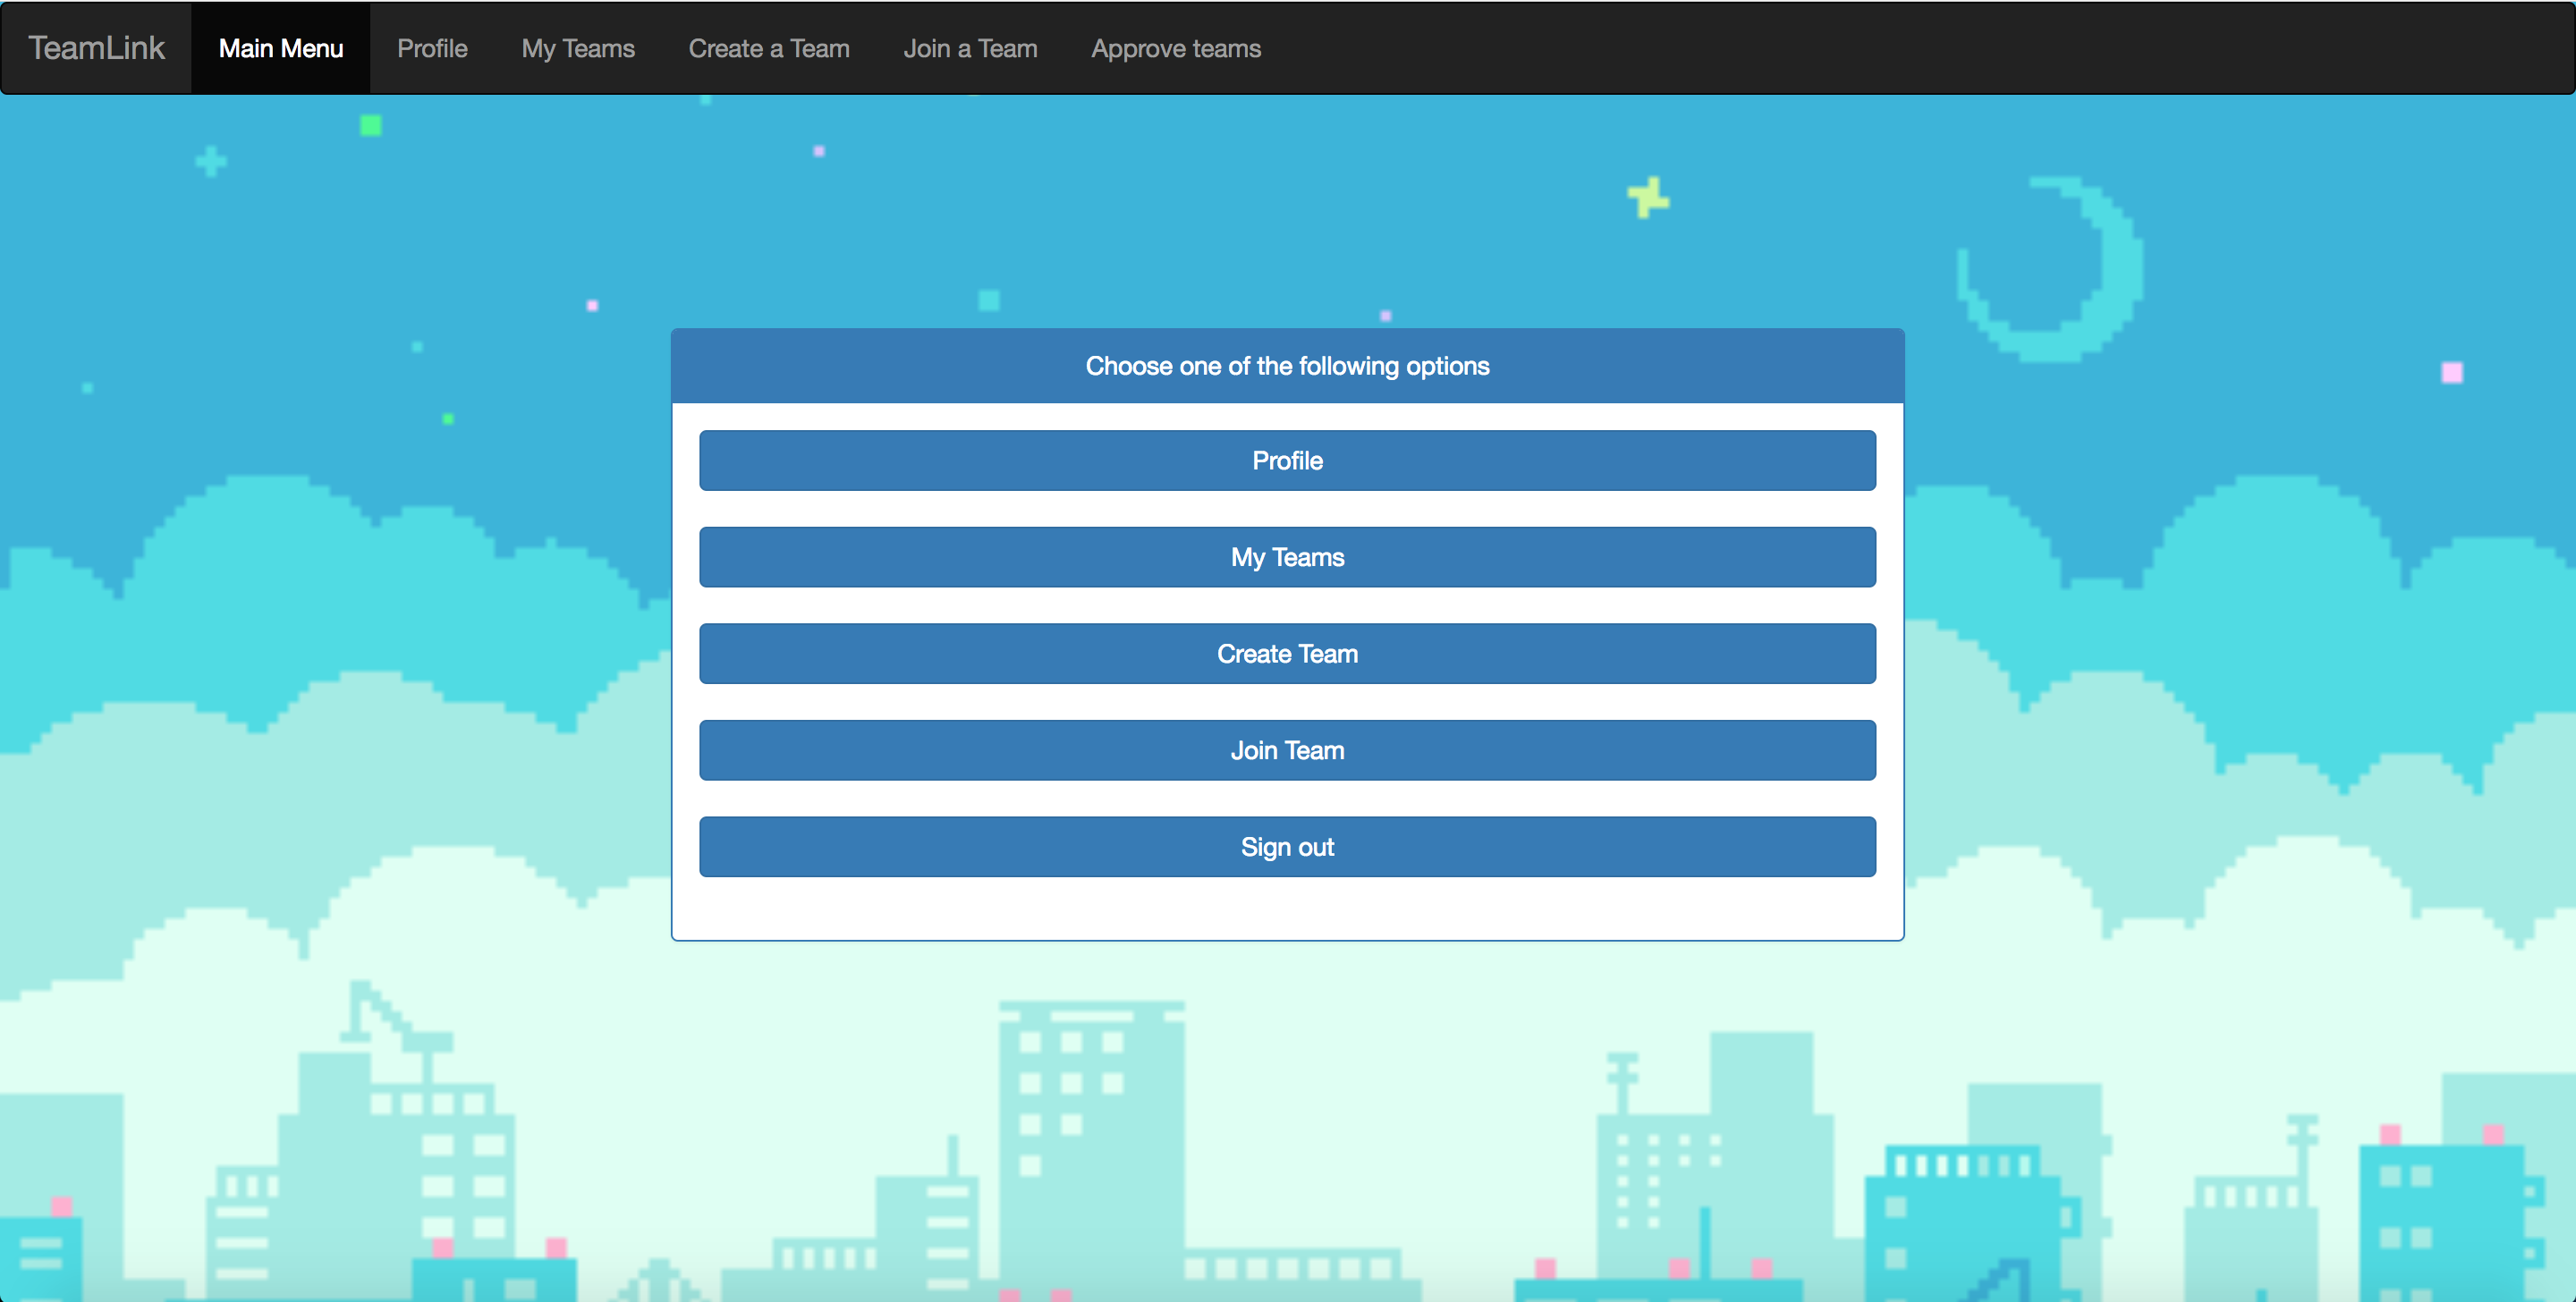 TeamLink Main Menu Profile My Teams Create a Team Join a Team Approve teams
Choose one of the following options
Profile
My Teams
Create Team
Join Team
Sign out